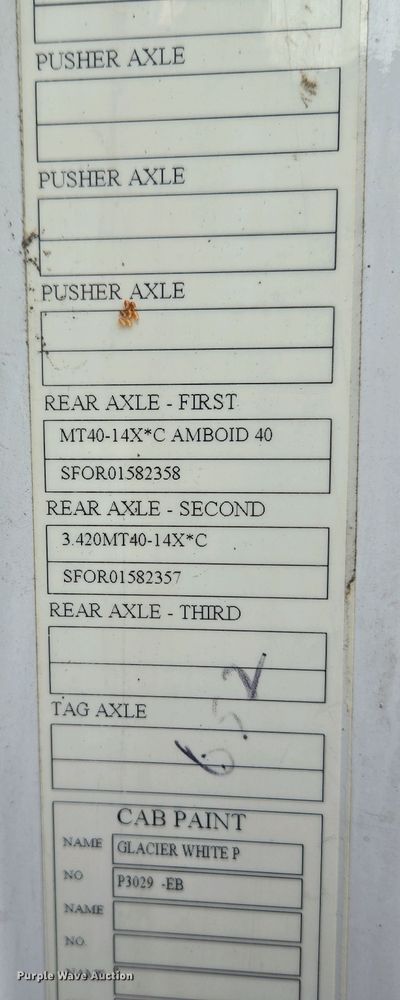 PUSHER AXLE
PUSHER AXLE
PUSHER AXLE
REAR AXLE - FIRST
MT40-14X*C AMBOID 40
SFOR01582358
REAR AXLE - SECOND
3.420MT40-14X*C
SFOR01582357
REAR AXLE - THIRD
TAG AXLE
CAB PAINT
NAME GLACIER WHITE P
NO P3029 -EB
NAME
NO.
Purple Wave Auction